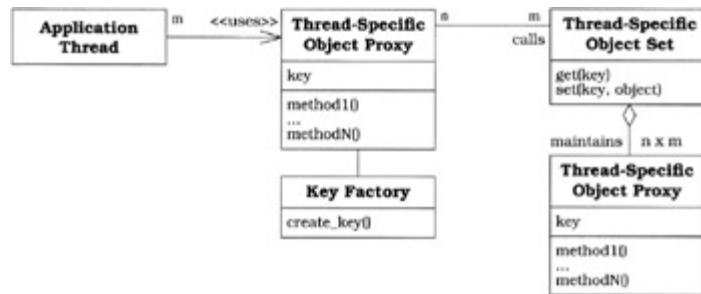 Application
Thread
m
<<uses>>
Thread-Specific
Object Proxy
key
method1()
...
methodN()
n
m
calls
Thread-Specific
Object Set
get(key)
set(key, object)
maintains
n x m
Key Factory
create_key()
Thread-Specific
Object Proxy
key
method1()
...
methodN()